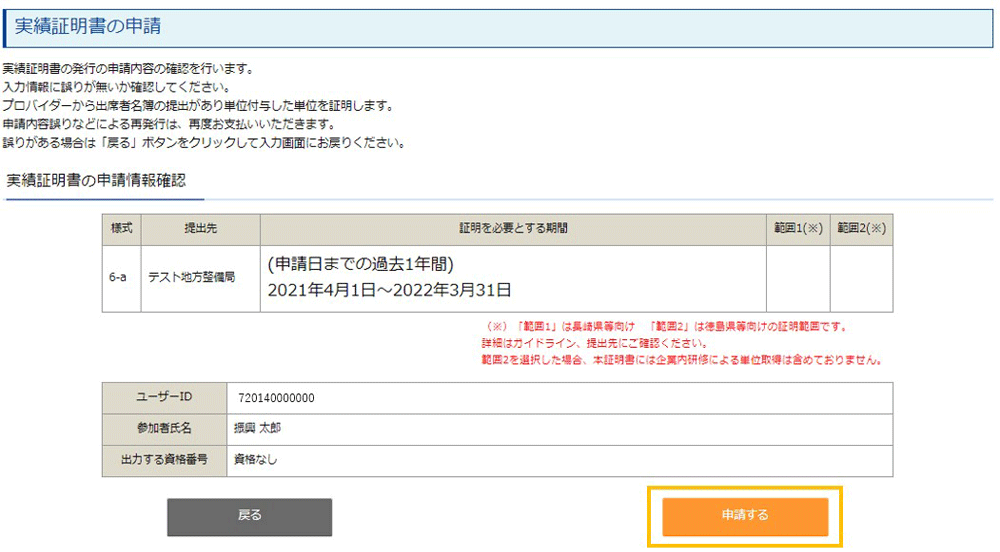 実績証明書の申請
実績証明書の発行の申請内容の確認を行います。
入力情報に誤りが無いか確認してください。
プロバイダーから出席者名簿の提出があり単位付与した単位を証明します。
申請内容誤りなどによる再発行は、再度お支払いいただきます。
誤りがある場合は「戻る」ボタンをクリックして入力画面にお戻りください。
実績証明書の申請情報確認
様式 提出先 証明を必要とする期間 範囲1(※) 範囲2(※)
(申請日までの過去1年間)
6-a テスト地方整備局
2021年4月1日～2022年3月31日
（※）「範囲1」は長崎県等向け 「範囲2」は徳島県等向けの証明範囲です。
詳細はガイドライン、提出先にご確認ください。
範囲2を選択した場合、本証明書には企業内研修による単位取得は含めておりません。
ユーザーID 720140000000
参加者氏名 振興 太郎
出力する資格番号 資格なし
戻る 申請する